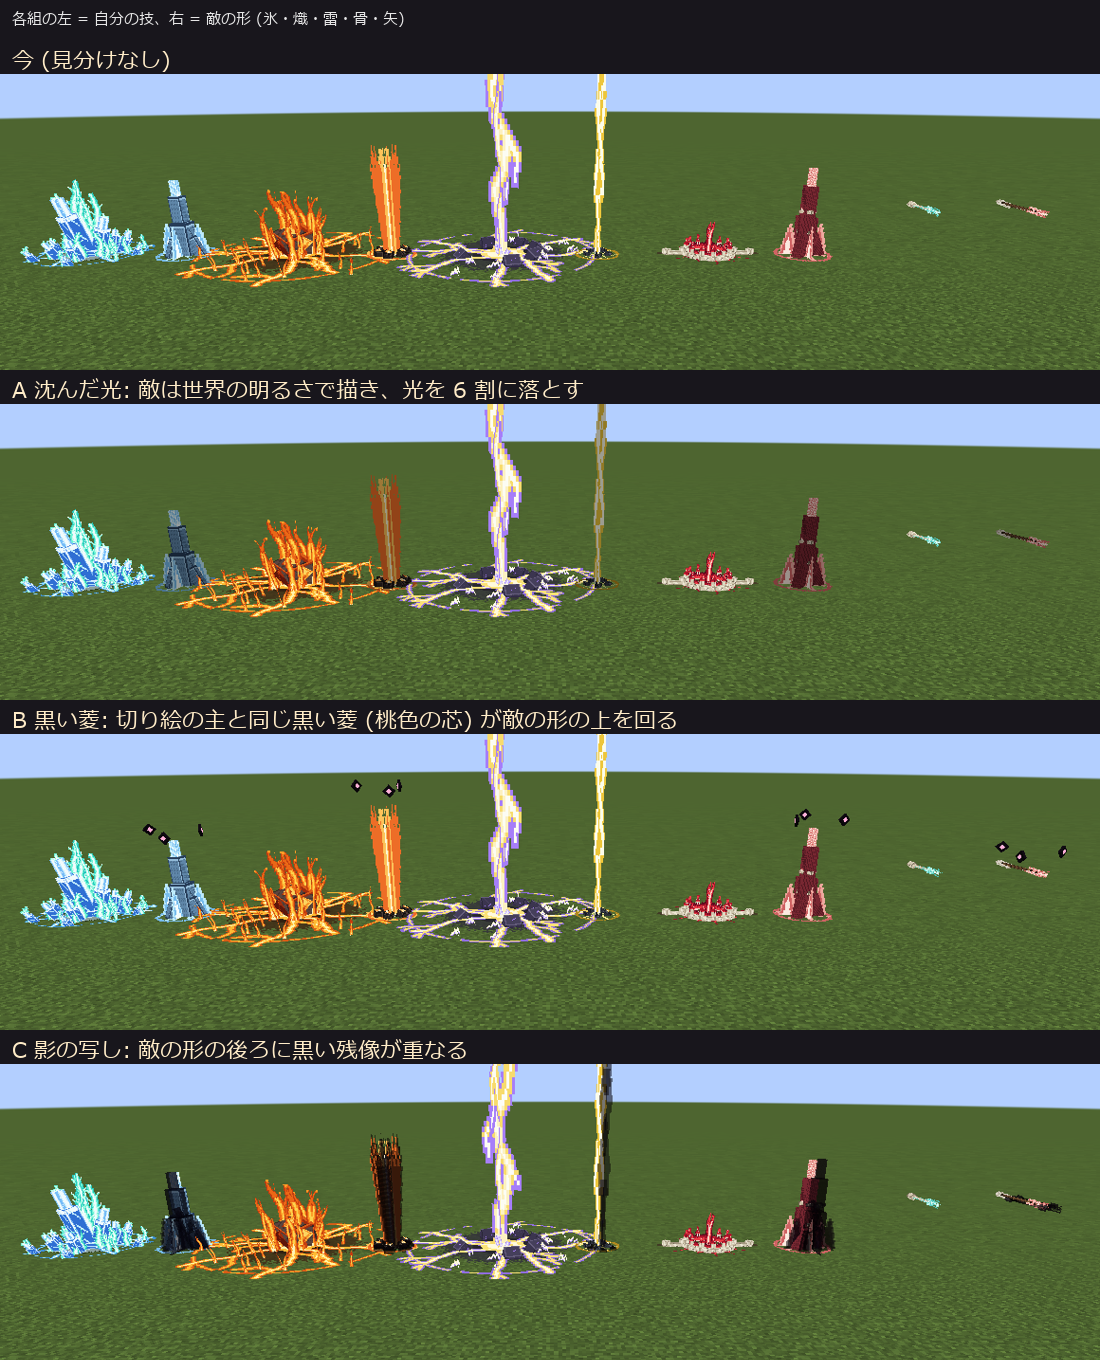 各組の左 = 自分の技、右 = 敵の形 (氷・熾・雷・骨・矢)
今 (見分けなし)
A 沈んだ光: 敵は世界の明るさで描き、光を 6 割に落とす
B 黒い菱: 切り絵の主と同じ黒い菱 (桃色の芯) が敵の形の上を回る
C 影の写し: 敵の形の後ろに黒い残像が重なる